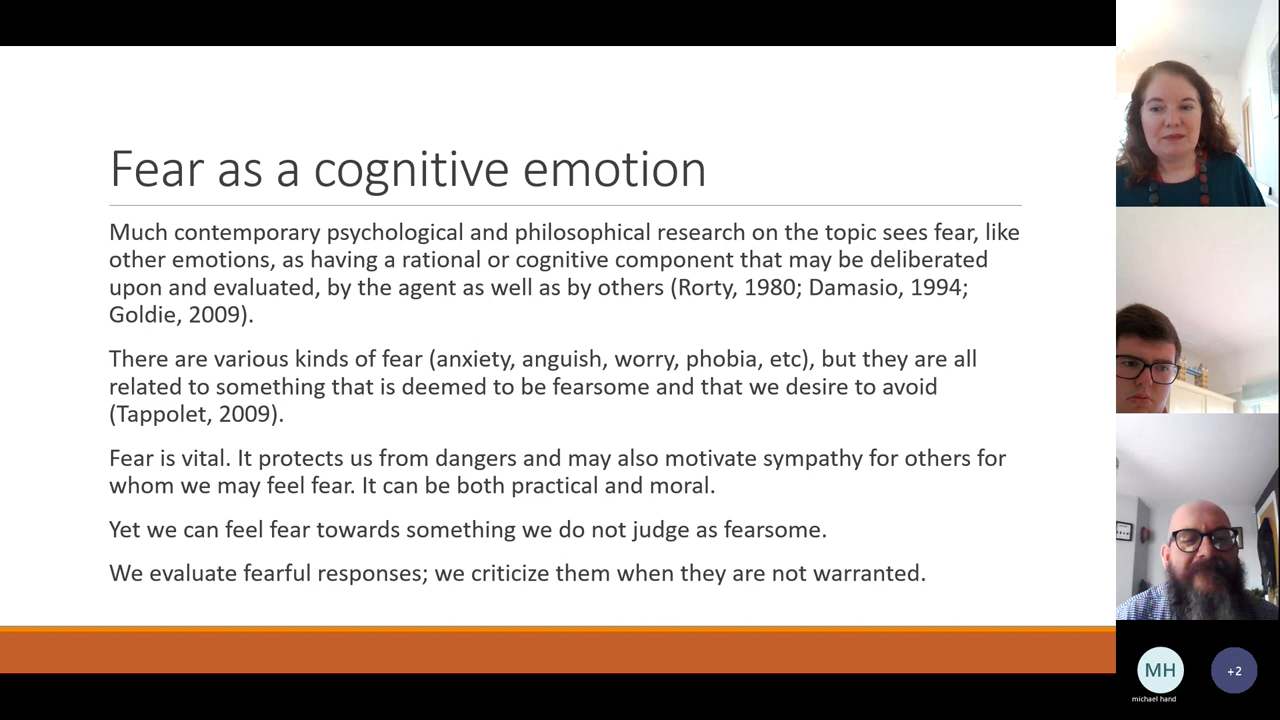 Fear as a cognitive emotion
Much contemporary psychological and philosophical research on the topic sees fear, like
other emotions, as having a rational or cognitive component that may be deliberated
upon and evaluated, by the agent as well as by others (Rorty, 1980; Damasio, 1994;
Goldie, 2009).
There are various kinds of fear (anxiety, anguish, worry, phobia, etc), but they are all
related to something that is deemed to be fearsome and that we desire to avoid
(Tappolet, 2009).
Fear is vital. It protects us from dangers and may also motivate sympathy for others for
whom we may feel fear. It can be both practical and moral.
Yet we can feel fear towards something we do not judge as fearsome.
We evaluate fearful responses; we criticize them when they are not warranted.
MH
+2
michael hand